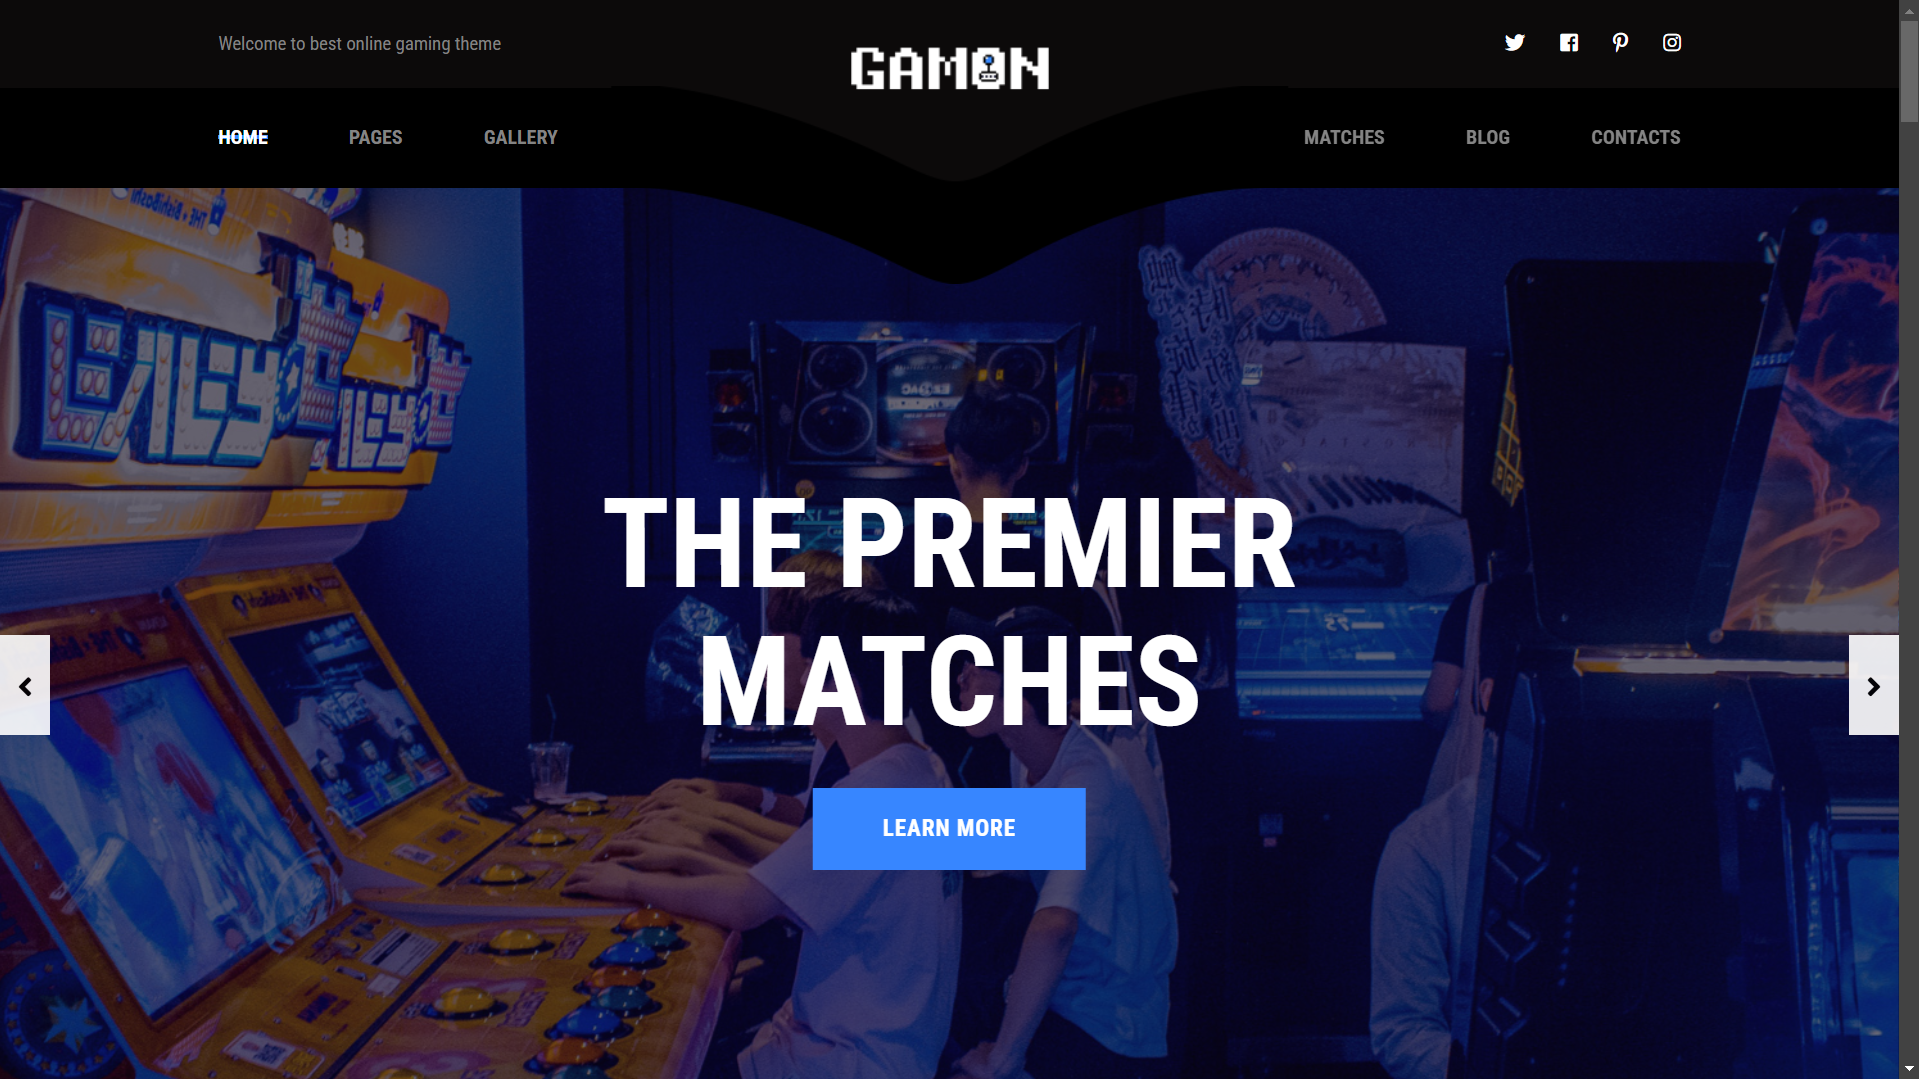 Welcome to best online gaming theme
GAMON
HOME
PAGES
GALLERY
MATCHES
BLOG
CONTACTS
THE PREMIER
MATCHES
LEARN MORE